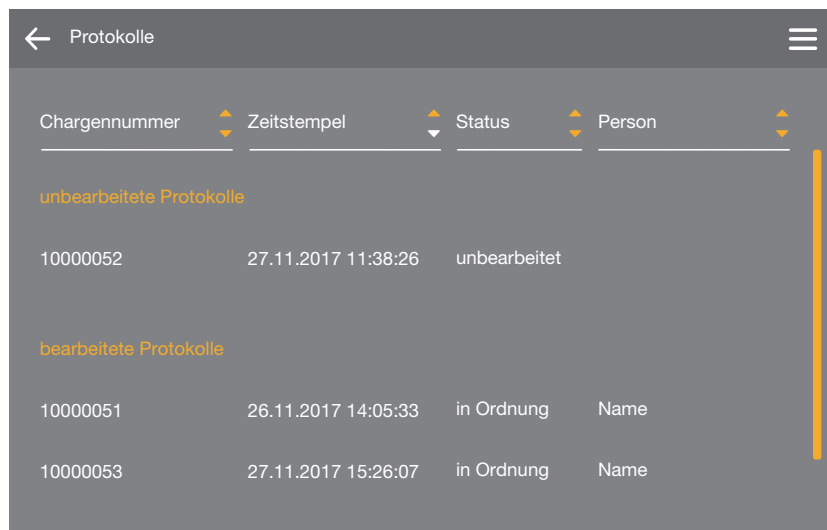 Protokolle
Chargennummer Zeitstempel Status Person
unbearbeitete Protokolle
10000052 27.11.2017 11:38:26 unbearbeitet
bearbeitete Protokolle
10000051 26.11.2017 14:05:33 in Ordnung Name
10000053 27.11.2017 15:26:07 in Ordnung Name